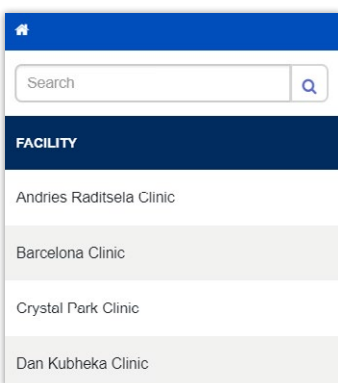 Search
FACILITY
Andries Raditsela Clinic
Barcelona Clinic
Crystal Park Clinic
Dan Kubheka Clinic